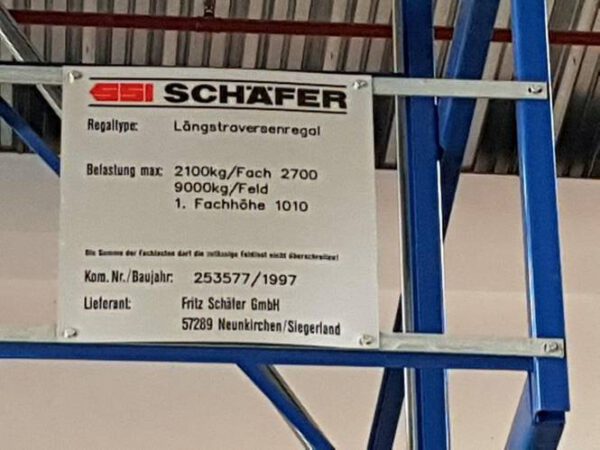 SSI SCHÄFER
Regaltype: Längstraversenregal
Belastung max: 2100kg/Fach 2700
9000kg/Feld
1. Fachhöhe 1010
Die Summe der Fachlasten darf die zulässige Feldlast nicht überschreiten!
Kom. Nr./Baujahr: 253577/1997
Lieferant: Fritz Schäfer GmbH
57289 Neunkirchen/Siegerland